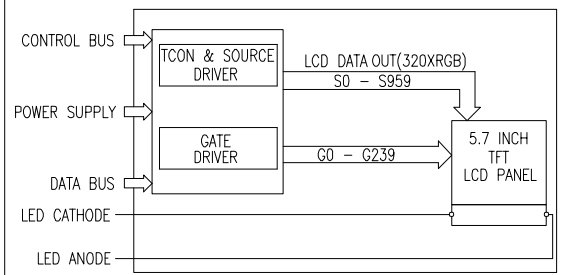 CONTROL BUS
POWER SUPPLY
DATA BUS
LED CATHODE
LED ANODE
TCON & SOURCE
DRIVER
GATE
DRIVER
LCD DATA OUT(320XRGB)
S0 - S959
G0 - G239
5.7 INCH
TFT
LCD PANEL